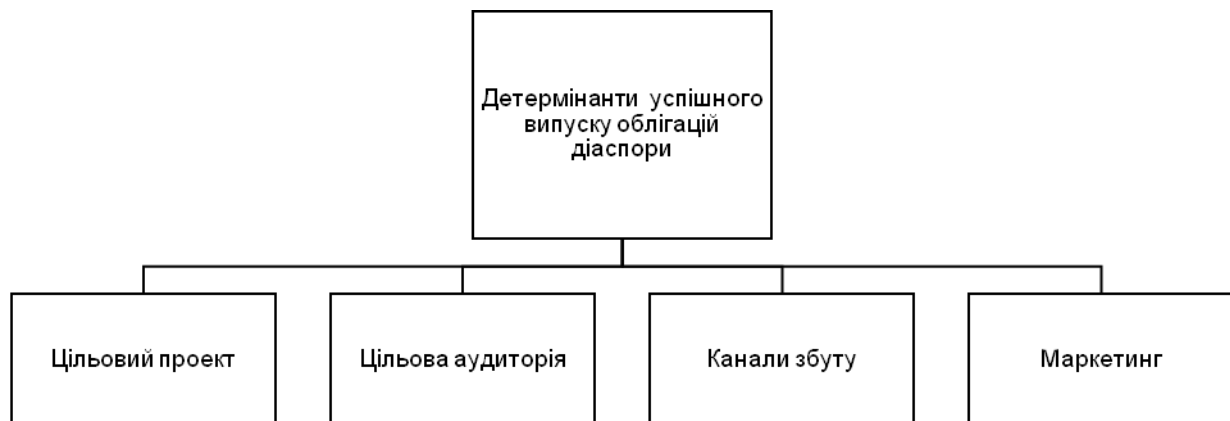 Детермінанти успішного
випуску облігацій
діаспори
Цільовий проект
Цільова аудиторія
Канали збуту
Маркетинг